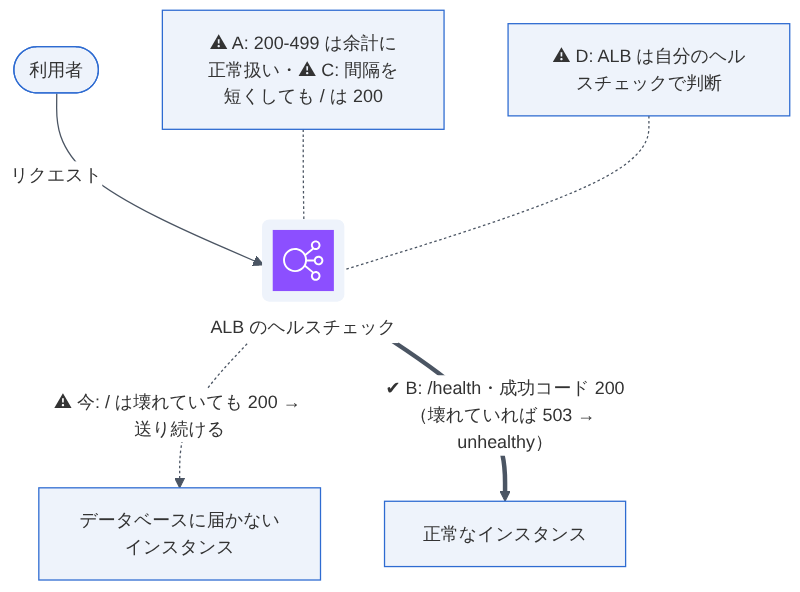 ⚠ A: 200-499 は余計に
正常扱い・⚠ C: 間隔を
短くしても / は 200
⚠ D: ALB は自分のヘル
スチェックで判断
利用者
リクエスト
ALB のヘルスチェック
⚠ 今: / は壊れていても 200 →
送り続ける
✔ B: /health・成功コード 200
（壊れていれば 503 →
unhealthy）
データベースに届かない
インスタンス
正常なインスタンス